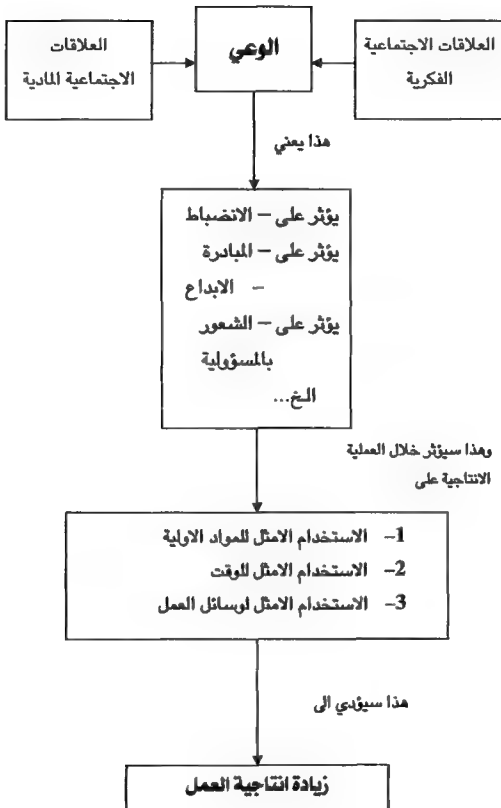 العلاقات الاجتماعية
الفكرية
الوعي
العلاقات
الاجتماعية المادية
هذا يعني
يؤثر على – الانضباط
يؤثر على – المبادرة
– الابداع
يؤثر على – الشعور
بالمسؤولية
الخ...
وهذا سيؤثر خلال العملية
الانتاجية على
1– الاستخدام الامثل للمواد الاولية
2– الاستخدام الامثل للوقت
3– الاستخدام الامثل لوسائل العمل
هذا سيؤدي الى
زيادة انتاجية العمل